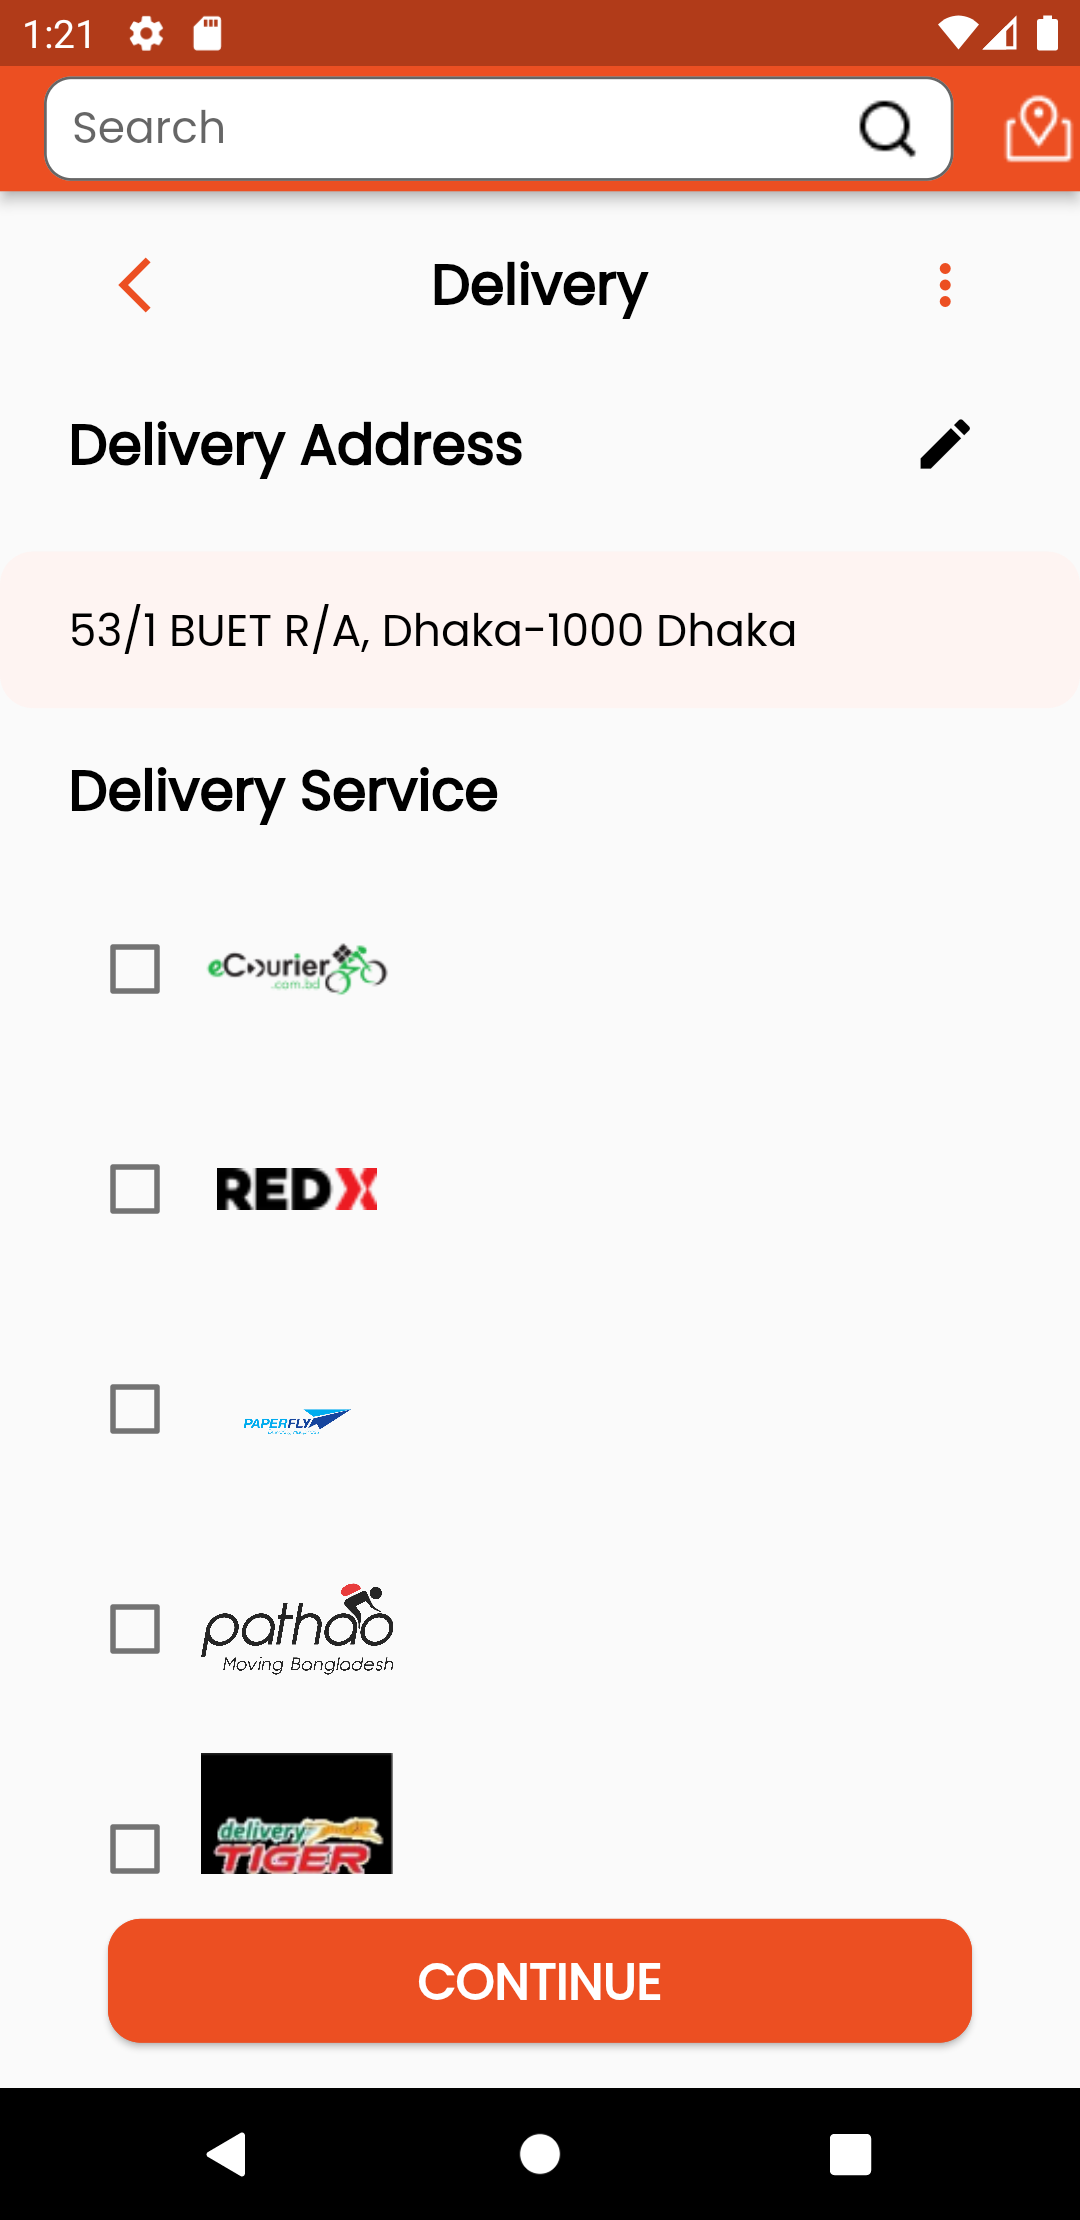 1:21
Search
Delivery
Delivery Address
53/1 BUET R/A, Dhaka-1000 Dhaka
Delivery Service
eCourier
.com.bd
REDX
PAPERFLY
pathao
Moving Bangladesh
delivery
TIGER
CONTINUE